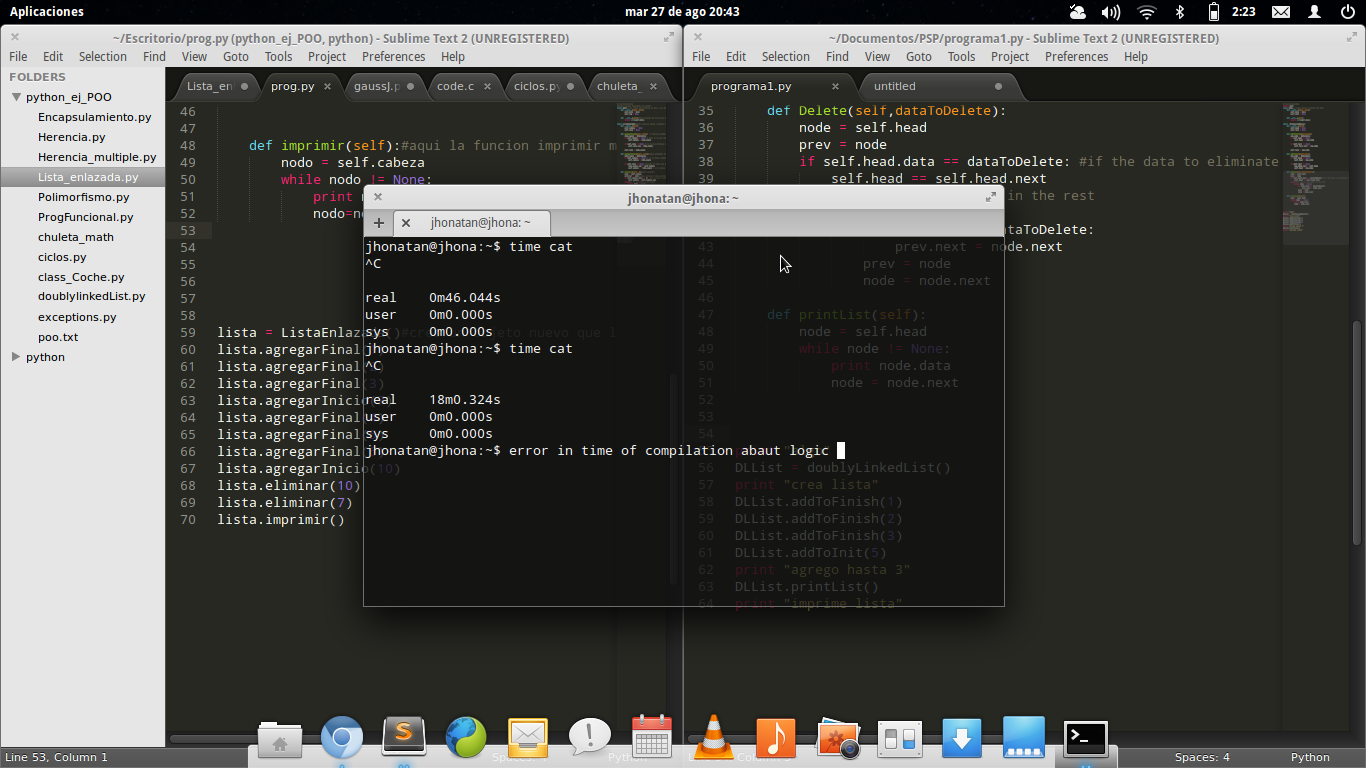 Aplicaciones
mar 27 de ago 20:43
2:23
~/Escritorio/prog.py (python_ej_POO, python) - Sublime Text 2 (UNREGISTERED)
File Edit Selection Find View Goto Tools Project Preferences Help
FOLDERS
python_ej_POO
Encapsulamiento.py
Herencia.py
Herencia_multiple.py
Lista_enlazada.py
Polimorfismo.py
ProgFuncional.py
chuleta_math
ciclos.py
class_Coche.py
doublylinkedList.py
exceptions.py
poo.txt
python
Lista_en prog.py gaussJ.p code.c ciclos.py chuleta_
46
47
48 def imprimir(self):#aqui la funcion imprimir m
49 nodo = self.cabeza
50 while nodo != None:
51 print
52 nodo=n
53
54
55
56
57
58
59 lista = ListaEnlaza
60 lista.agregarFinal
61 lista.agregarFinal
62 lista.agregarFinal(3)
63 lista.agregarInicio
64 lista.agregarFinal
65 lista.agregarFinal
66 lista.agregarFinal
67 lista.agregarInicio(10)
68 lista.eliminar(10)
69 lista.eliminar(7)
70 lista.imprimir()
Line 53, Column 1
~/Documentos/PSP/programa1.py - Sublime Text 2 (UNREGISTERED)
File Edit Selection Find View Goto Tools Project Preferences Help
programa1.py untitled
35 def Delete(self,dataToDelete):
36 node = self.head
37 prev = node
38 if self.head.data == dataToDelete: #if the data to eliminate
39 self.head == self.head.next
in the rest
ataToDelete:
43 prev.next = node.next
44 prev = node
45 node = node.next
46
47 def printList(self):
48 node = self.head
49 while node != None:
50 print node.data
51 node = node.next
52
53
54
56 DLList = doublyLinkedList()
57 print "crea lista"
58 DLList.addToFinish(1)
59 DLList.addToFinish(2)
60 DLList.addToFinish(3)
61 DLList.addToInit(5)
62 print "agrego hasta 3"
63 DLList.printList()
64 print "imprime lista"
Spaces: 4 Python
jhonatan@jhona: ~
jhonatan@jhona: ~
jhonatan@jhona:~$ time cat
^C
real 0m46.044s
user 0m0.000s
sys 0m0.000s
jhonatan@jhona:~$ time cat
^C
real 18m0.324s
user 0m0.000s
sys 0m0.000s
jhonatan@jhona:~$ error in time of compilation abaut logic